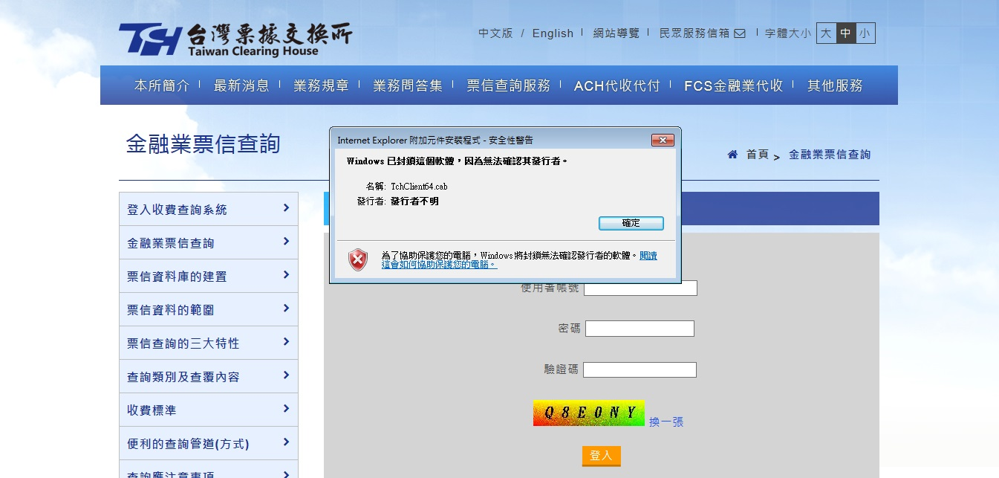 TCH 台灣票據交換所
Taiwan Clearing House
中文版 / English | 網站導覽 | 民眾服務信箱 | 字體大小 大 中 小
本所簡介 | 最新消息 | 業務規章 | 業務問答集 | 票信查詢服務 | ACH代收代付 | FCS金融業代收 | 其他服務
金融業票信查詢
首頁 > 金融業票信查詢
Internet Explorer 附加元件安裝程式 - 安全性警告
Windows 已封鎖這個軟體，因為無法確認其發行者。
名稱: TchClient64.cab
發行者: 發行者不明
確定
為了協助保護您的電腦，Windows 將封鎖無法確認發行者的軟體。閱讀
這會如何協助保護您的電腦。
登入收費查詢系統
金融業票信查詢
票信資料庫的建置
票信資料的範圍
票信查詢的三大特性
查詢類別及查覆內容
收費標準
便利的查詢管道(方式)
查詢應注意事項
使用者帳號
密碼
驗證碼
Q8E0NY 換一張
登入